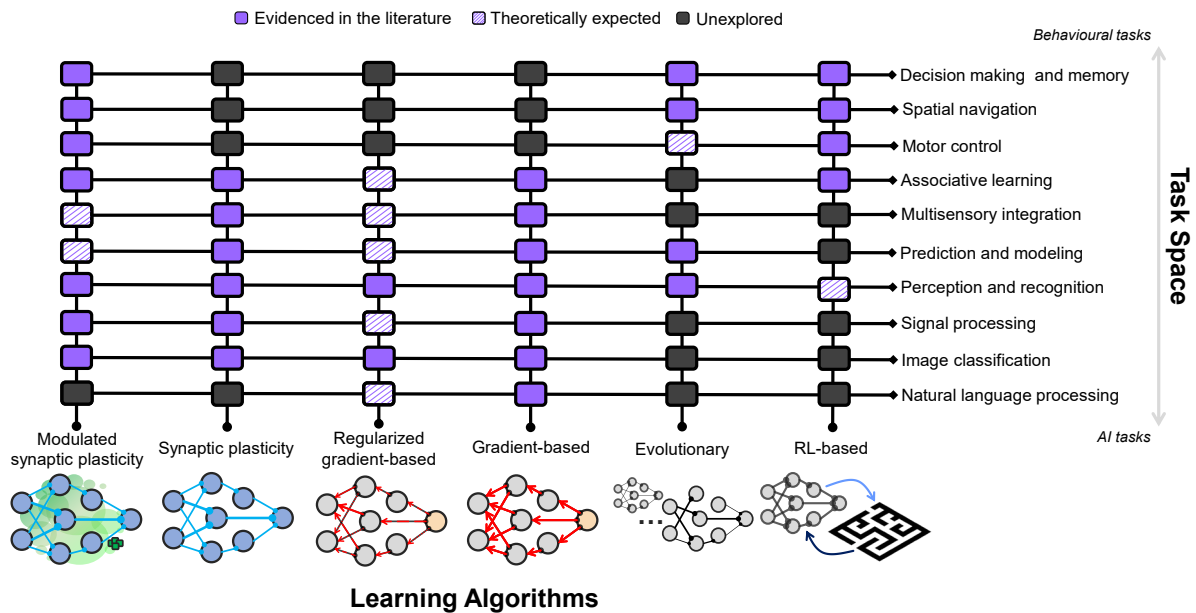 Evidenced in the literature
Theoretically expected
Unexplored
Behavioural tasks
Decision making and memory
Spatial navigation
Motor control
Associative learning
Multisensory integration
Prediction and modeling
Perception and recognition
Signal processing
Image classification
Natural language processing
Task Space
AI tasks
Modulated
synaptic plasticity
Synaptic plasticity
Regularized
gradient-based
Gradient-based
Evolutionary
RL-based
...
Learning Algorithms